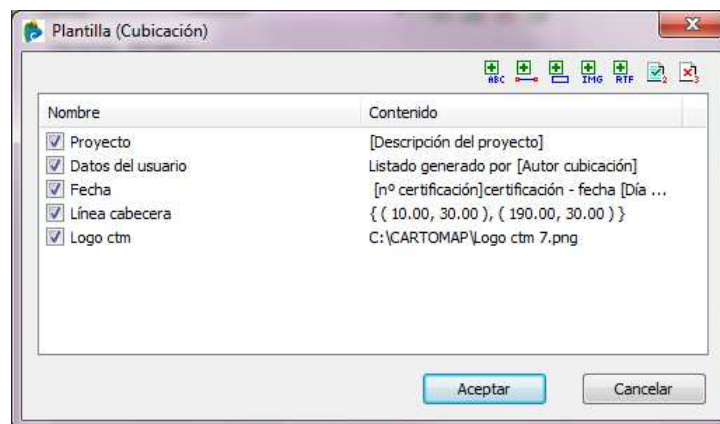 Plantilla (Cubicación)
ABC IMG RTF 2 3
Nombre Contenido
Proyecto [Descripción del proyecto]
Datos del usuario Listado generado por [Autor cubicación]
Fecha [nº certificación]certificación - fecha [Día ...
Línea cabecera { ( 10.00, 30.00 ), ( 190.00, 30.00 ) }
Logo ctm C:\CARTOMAP\Logo ctm 7.png
Aceptar Cancelar